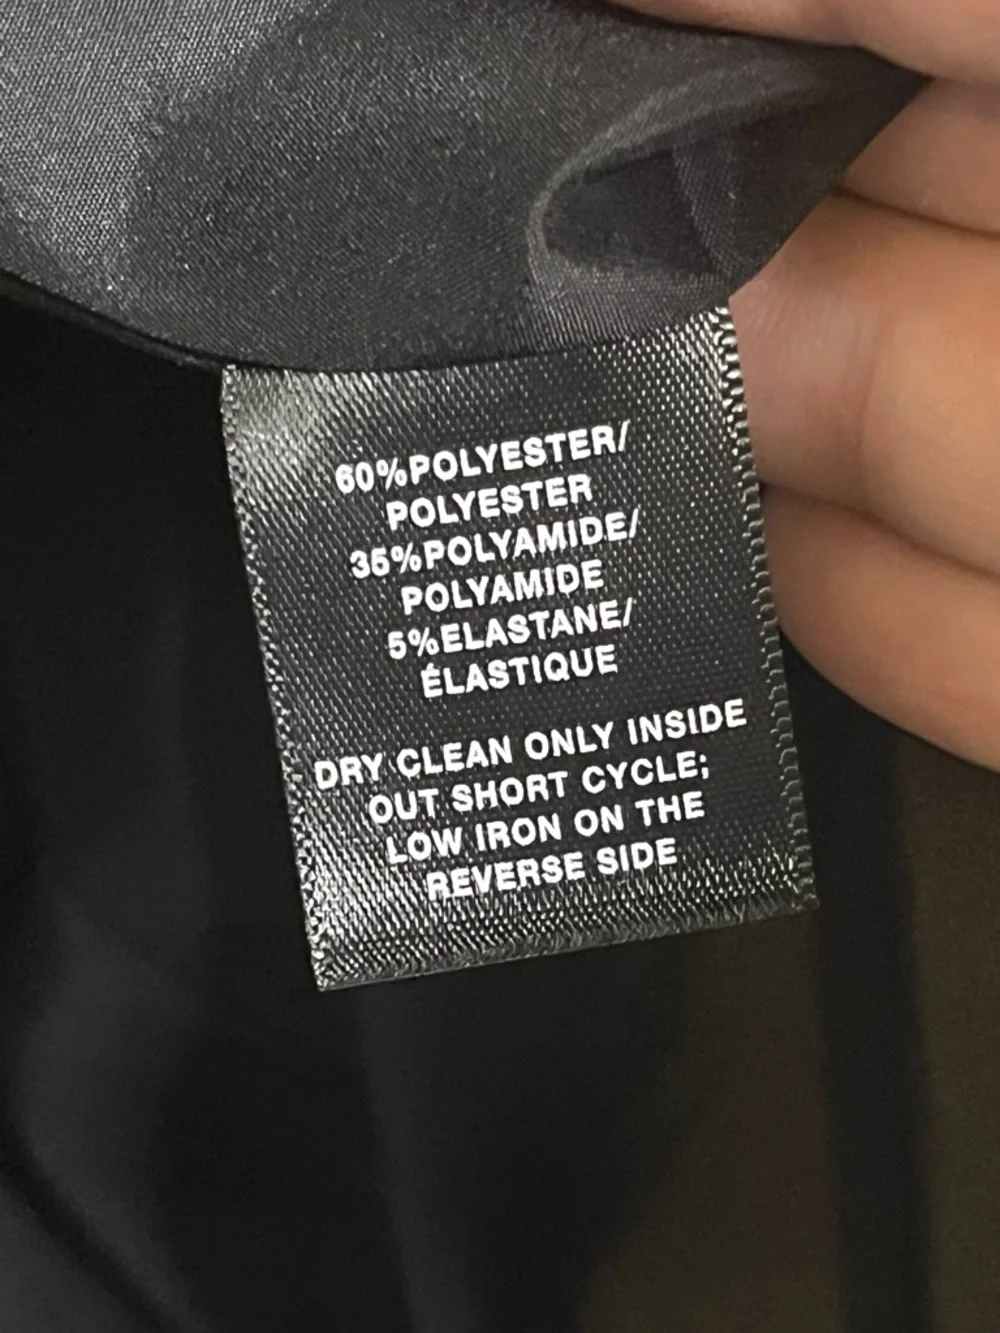 60%POLYESTER/
POLYESTER
35%POLYAMIDE/
POLYAMIDE
5%ELASTANE/
ÉLASTIQUE
DRY CLEAN ONLY INSIDE
OUT SHORT CYCLE;
LOW IRON ON THE
REVERSE SIDE